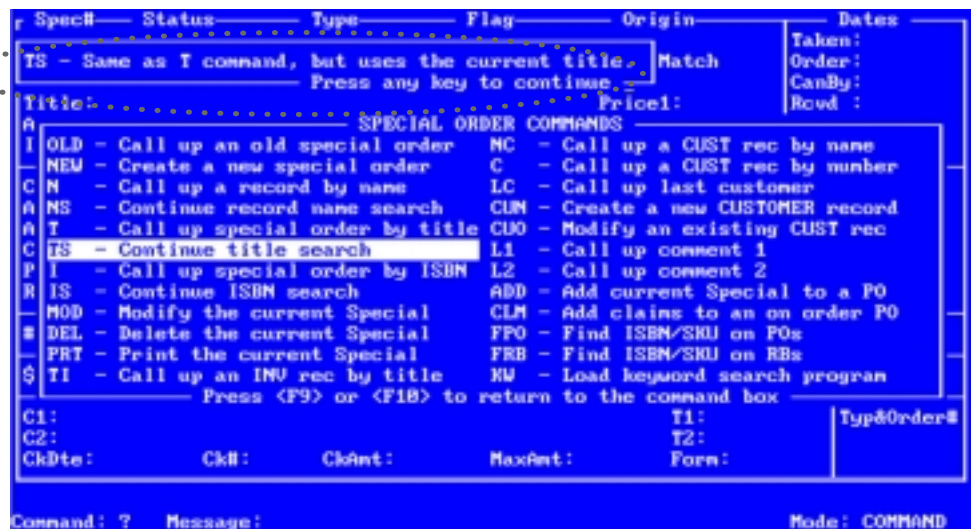 Spec# Status Type Flag Origin Dates
Taken:
TS - Same as T command, but uses the current title. Match Order:
Press any key to continue CanBy:
Title: Price1: Rcvd :
A SPECIAL ORDER COMMANDS
I OLD - Call up an old special order NC - Call up a CUST rec by name
NEW - Create a new special order C - Call up a CUST rec by number
C N - Call up a record by name LC - Call up last customer
A NS - Continue record name search CUN - Create a new CUSTOMER record
A T - Call up special order by title CUO - Modify an existing CUST rec
C TS - Continue title search L1 - Call up comment 1
P I - Call up special order by ISBN L2 - Call up comment 2
R IS - Continue ISBN search ADD - Add current Special to a PO
MOD - Modify the current Special CLM - Add claims to an on order PO
# DEL - Delete the current Special FPO - Find ISBN/SKU on POs
PRT - Print the current Special FRB - Find ISBN/SKU on RBs
$ TI - Call up an INV rec by title KW - Load keyword search program
Press <F9> or <F10> to return to the command box
C1: T1: Typ&Order#
C2: T2:
CkDte: Ck#: CkAmt: MaxAmt: Form:
Command: ? Message: Mode: COMMAND